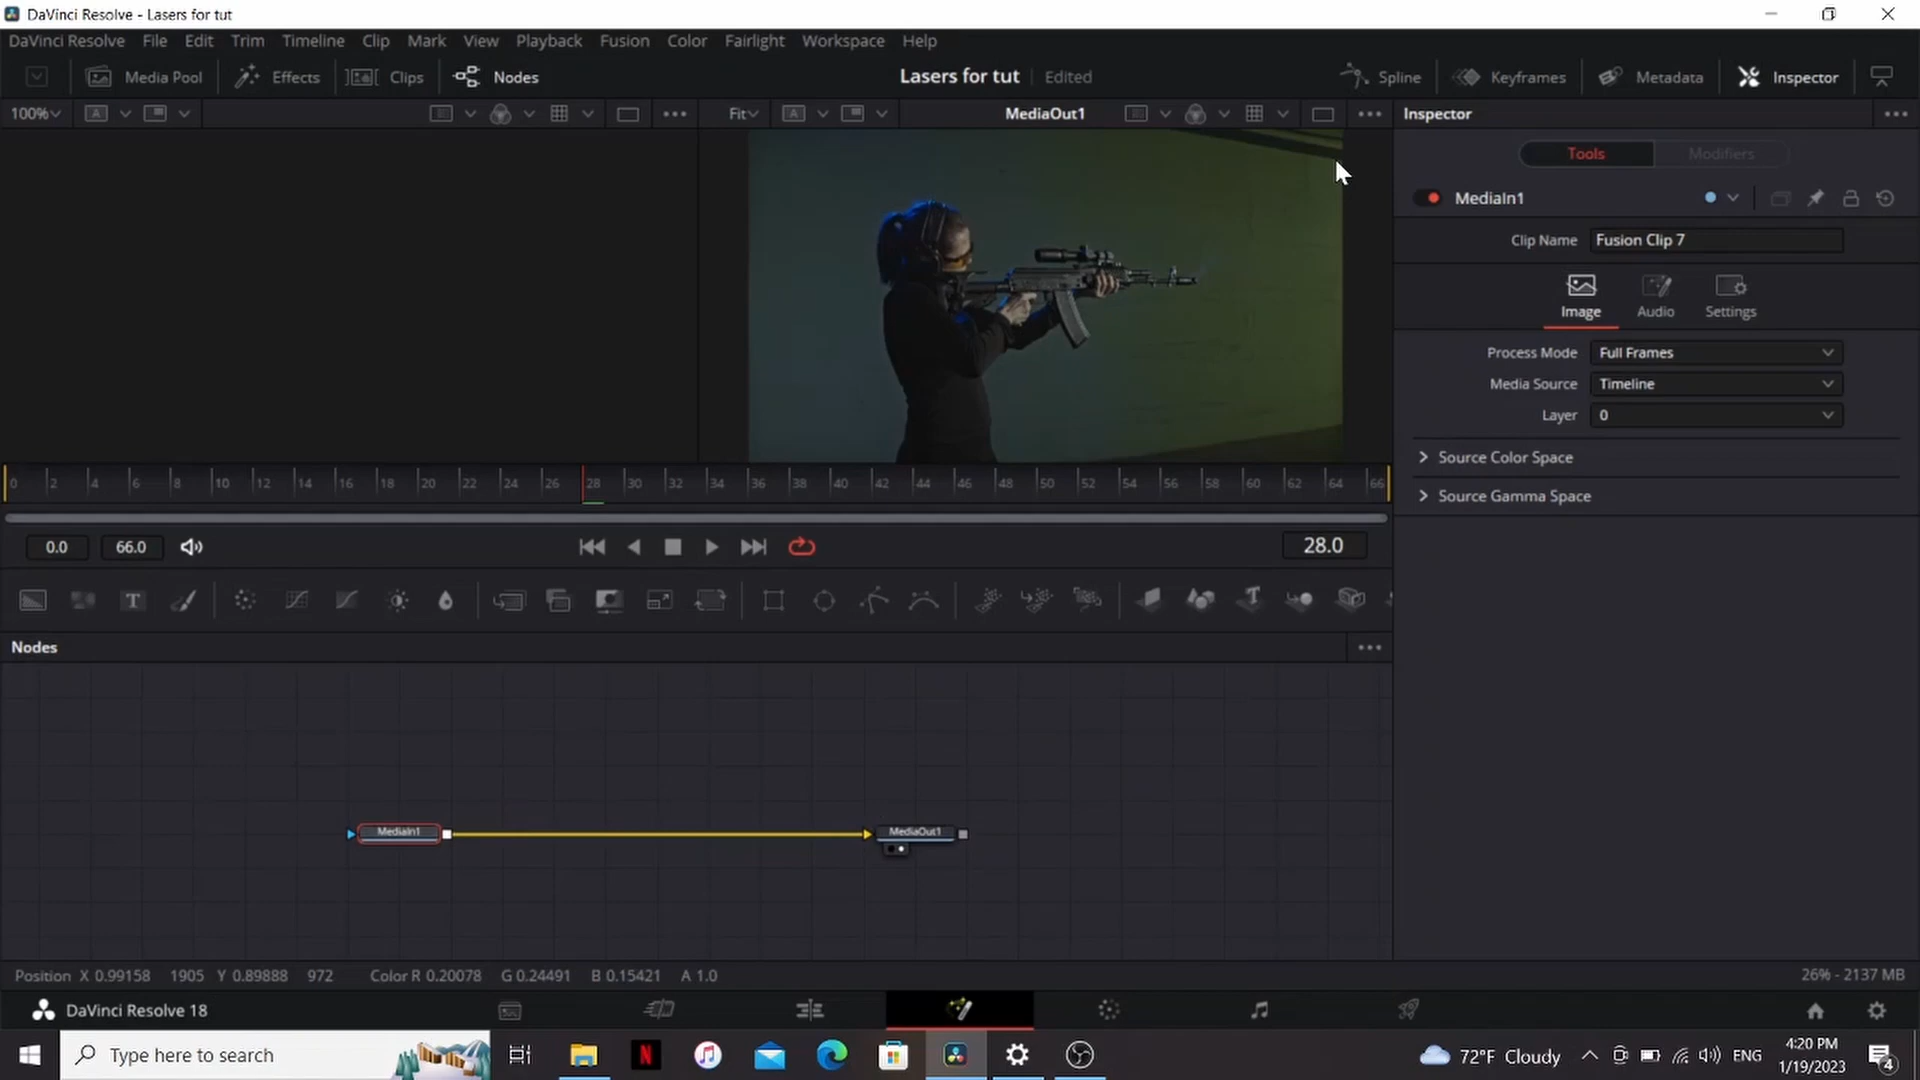 DaVinci Resolve - Lasers for tut
DaVinci Resolve File Edit Trim Timeline Clip Mark View Playback Fusion Color Fairlight Workspace Help
Media Pool Effects Clips Nodes Lasers for tut Edited Spline Keyframes Metadata Inspector
100% A Fit A MediaOut1 Inspector
Tools Modifiers
MediaIn1
Clip Name Fusion Clip 7
Image Audio Settings
Process Mode Full Frames
Media Source Timeline
Layer 0
Source Color Space
Source Gamma Space
0 2 4 6 8 10 12 14 16 18 20 22 24 26 28 30 32 34 36 38 40 42 44 46 48 50 52 54 56 58 60 62 64 66
0.0 66.0 28.0
T T
Nodes
MediaIn1 MediaOut1
Position X 0.99158 1905 Y 0.89888 972 Color R 0.20078 G 0.24491 B 0.15421 A 1.0 26% - 2137 MB
DaVinci Resolve 18
Type here to search N 72°F Cloudy ENG 4:20 PM
1/19/2023 4